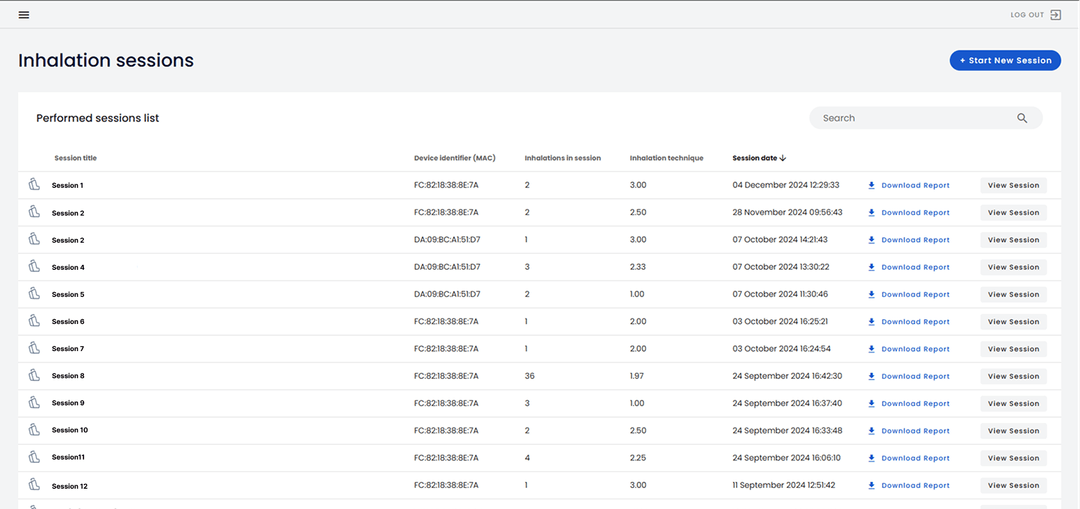 LOG OUT
Inhalation sessions
+ Start New Session
Performed sessions list
Search
Session title Device identifier (MAC) Inhalations in session Inhalation technique Session date
Session 1 FC:82:18:38:8E:7A 2 3.00 04 December 2024 12:29:33 Download Report View Session
Session 2 FC:82:18:38:8E:7A 2 2.50 28 November 2024 09:56:43 Download Report View Session
Session 2 DA:09:BC:A1:51:D7 1 3.00 07 October 2024 14:21:43 Download Report View Session
Session 4 DA:09:BC:A1:51:D7 3 2.33 07 October 2024 13:30:22 Download Report View Session
Session 5 DA:09:BC:A1:51:D7 2 1.00 07 October 2024 11:30:46 Download Report View Session
Session 6 FC:82:18:38:8E:7A 1 2.00 03 October 2024 16:25:21 Download Report View Session
Session 7 FC:82:18:38:8E:7A 1 2.00 03 October 2024 16:24:54 Download Report View Session
Session 8 FC:82:18:38:8E:7A 36 1.97 24 September 2024 16:42:30 Download Report View Session
Session 9 FC:82:18:38:8E:7A 3 1.00 24 September 2024 16:37:40 Download Report View Session
Session 10 FC:82:18:38:8E:7A 2 2.50 24 September 2024 16:33:48 Download Report View Session
Session11 FC:82:18:38:8E:7A 4 2.25 24 September 2024 16:06:10 Download Report View Session
Session 12 FC:82:18:38:8E:7A 1 3.00 11 September 2024 12:51:42 Download Report View Session